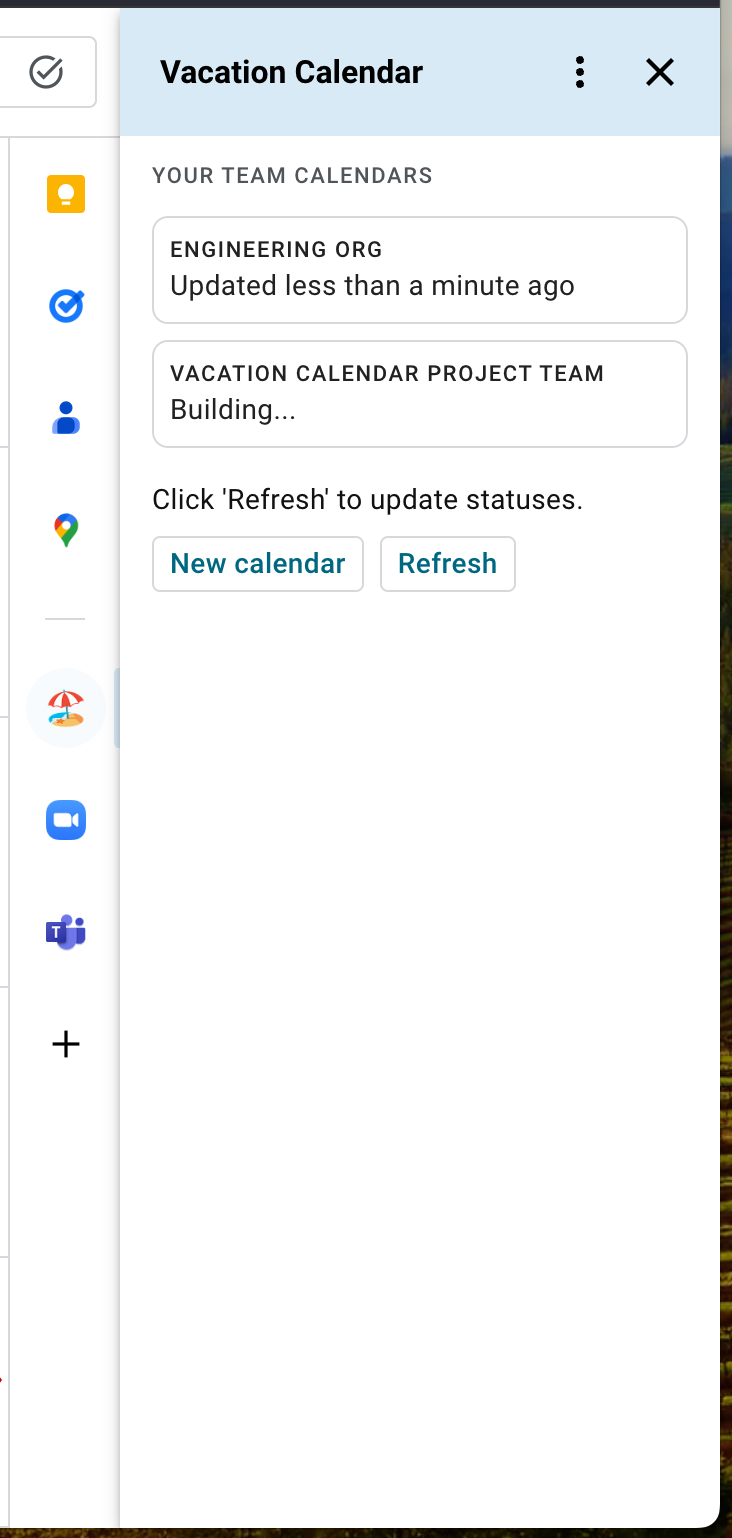 Vacation Calendar
YOUR TEAM CALENDARS
ENGINEERING ORG
Updated less than a minute ago
VACATION CALENDAR PROJECT TEAM
Building...
Click 'Refresh' to update statuses.
New calendar
Refresh
T